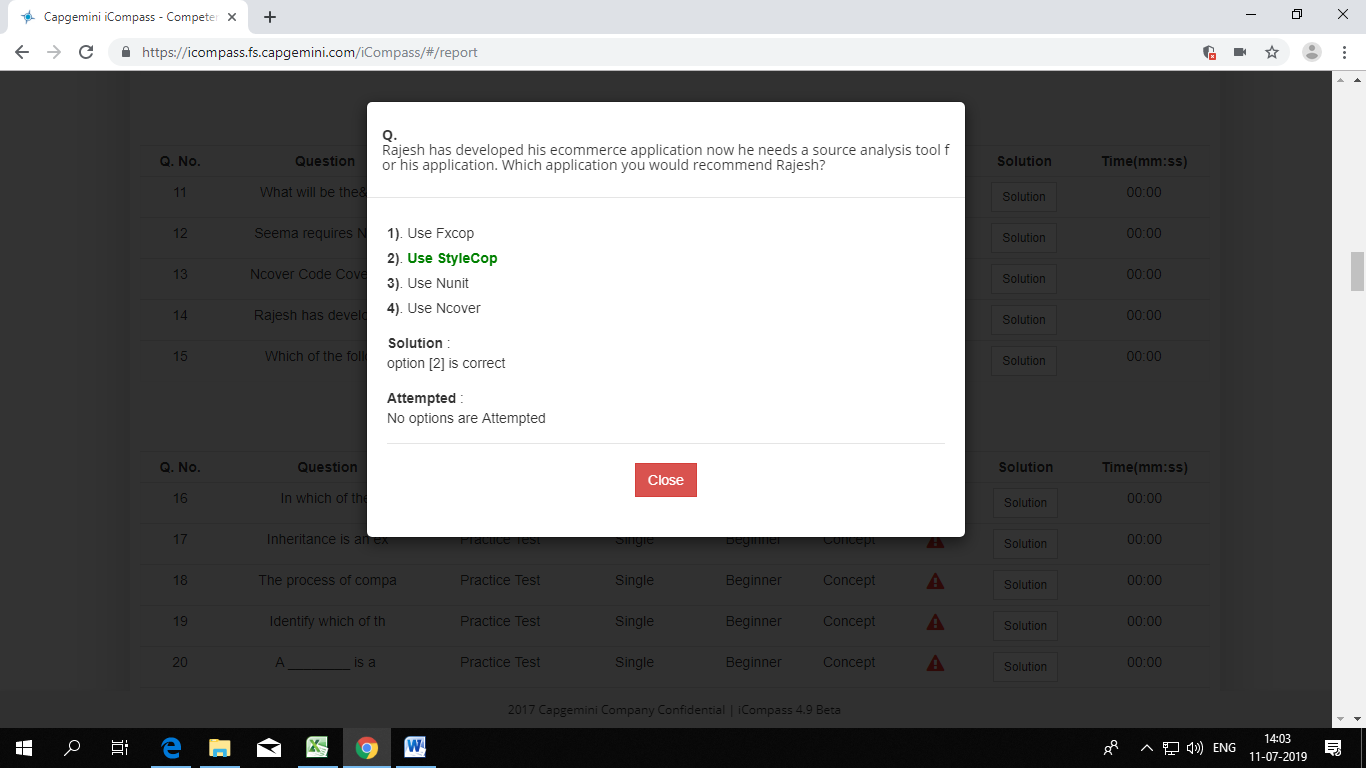 Capgemini iCompass - Competen
https://icompass.fs.capgemini.com/iCompass/#/report
Q.
Rajesh has developed his ecommerce application now he needs a source analysis tool f
or his application. Which application you would recommend Rajesh?
1). Use Fxcop
2). Use StyleCop
3). Use Nunit
4). Use Ncover
Solution :
option [2] is correct
Attempted :
No options are Attempted
Close
Q. No. Question Solution Time(mm:ss)
11 What will be the& Solution 00:00
12 Seema requires N Solution 00:00
13 Ncover Code Cove Solution 00:00
14 Rajesh has develo Solution 00:00
15 Which of the foll Solution 00:00
Q. No. Question Solution Time(mm:ss)
16 In which of the Solution 00:00
17 Inheritance is an ex Practice Test Single Beginner Concept Solution 00:00
18 The process of compa Practice Test Single Beginner Concept Solution 00:00
19 Identify which of th Practice Test Single Beginner Concept Solution 00:00
20 A ________ is a Practice Test Single Beginner Concept Solution 00:00
2017 Capgemini Company Confidential | iCompass 4.9 Beta
ENG
14:03
11-07-2019